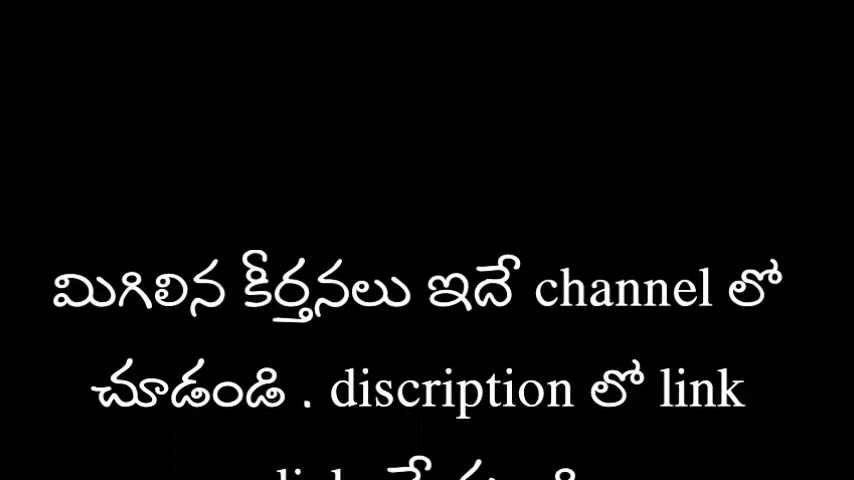 మిగిలిన కీర్తనలు ఇదే channel లో
చూడండి . discription లో link